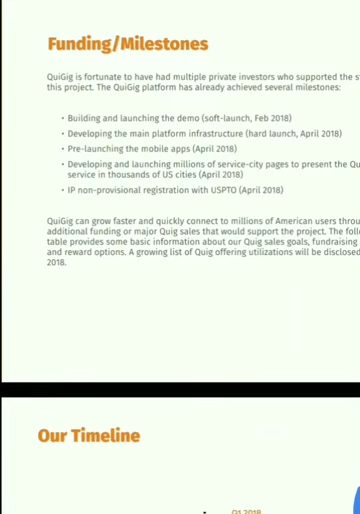 Funding/Milestones
QuiGig is fortunate to have had multiple private investors who supported the
this project. The QuiGig platform has already achieved several milestones:
• Building and launching the demo (soft-launch, Feb 2018)
• Developing the main platform infrastructure (hard launch, April 2018)
• Pre-launching the mobile apps (April 2018)
• Developing and launching millions of service-city pages to present the
service in thousands of US cities (April 2018)
• IP non-provisional registration with USPTO (April 2018)
QuiGig can grow faster and quickly connect to millions of American users
additional funding or major Quig sales that would support the project. The
table provides some basic information about our Quig sales goals, fundraising
and reward options. A growing list of Quig offering utilizations will be disclosed
2018.
Our Timeline
Q1 2018